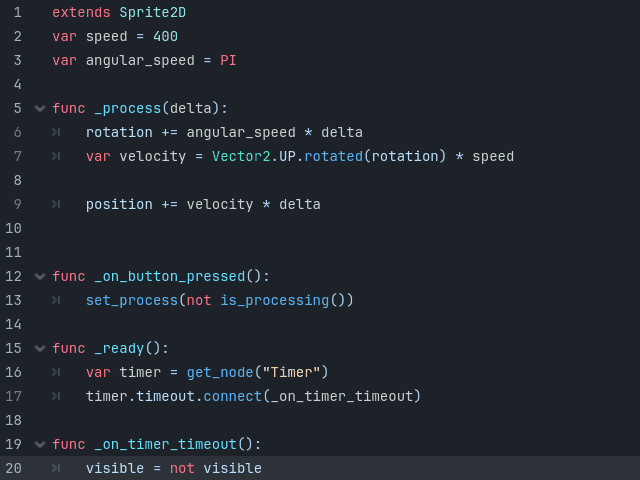 1 extends Sprite2D
2 var speed = 400
3 var angular_speed = PI
4
5 func _process(delta):
6 rotation += angular_speed * delta
7 var velocity = Vector2.UP.rotated(rotation) * speed
8
9 position += velocity * delta
10
11
12 func _on_button_pressed():
13 set_process(not is_processing())
14
15 func _ready():
16 var timer = get_node("Timer")
17 timer.timeout.connect(_on_timer_timeout)
18
19 func _on_timer_timeout():
20 visible = not visible